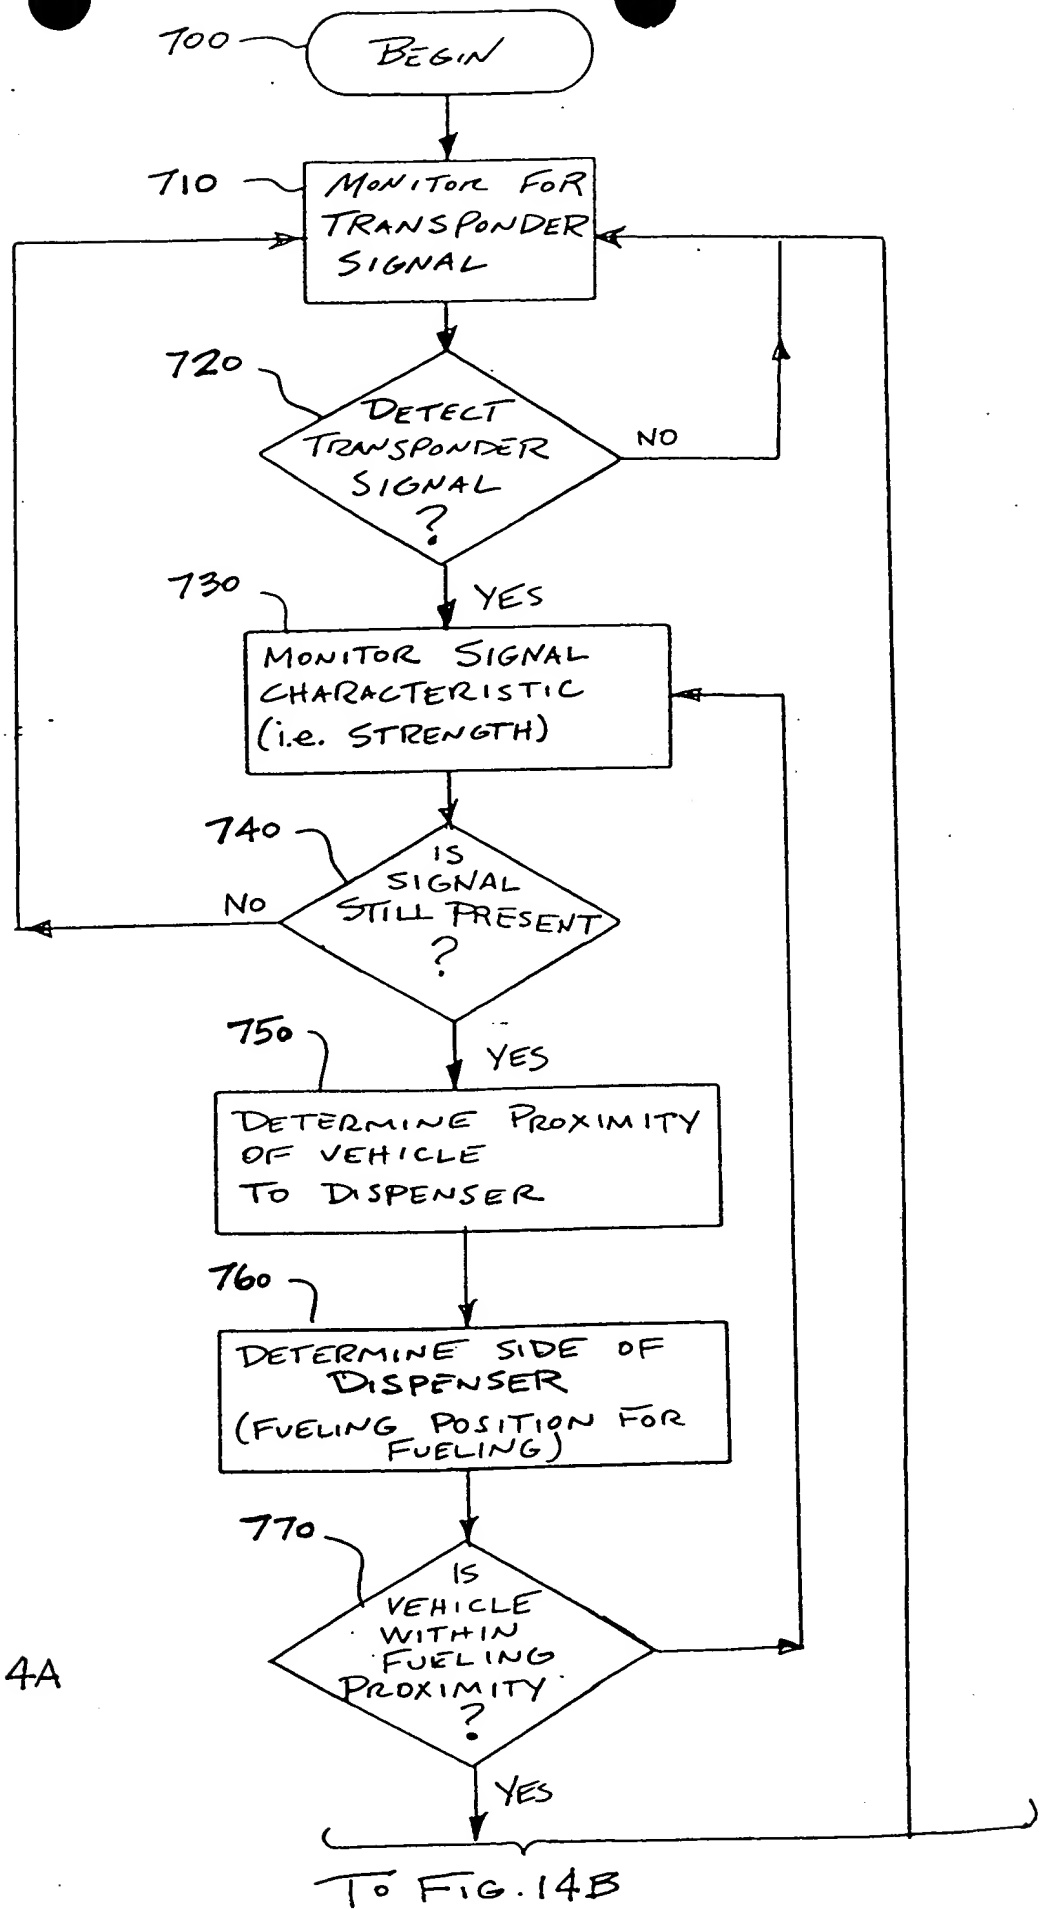 700
BEGIN
710
MONITOR FOR
TRANSPONDER
SIGNAL
720
DETECT
TRANSPONDER
SIGNAL
?
NO
YES
730
MONITOR SIGNAL
CHARACTERISTIC
(i.e. STRENGTH)
740
IS
SIGNAL
STILL PRESENT
?
NO
YES
750
DETERMINE PROXIMITY
OF VEHICLE
TO DISPENSER
760
DETERMINE SIDE OF
DISPENSER
(FUELING POSITION FOR
FUELING)
770
IS
VEHICLE
WITHIN
FUELING
PROXIMITY
?
4A
YES
TO FIG. 14B